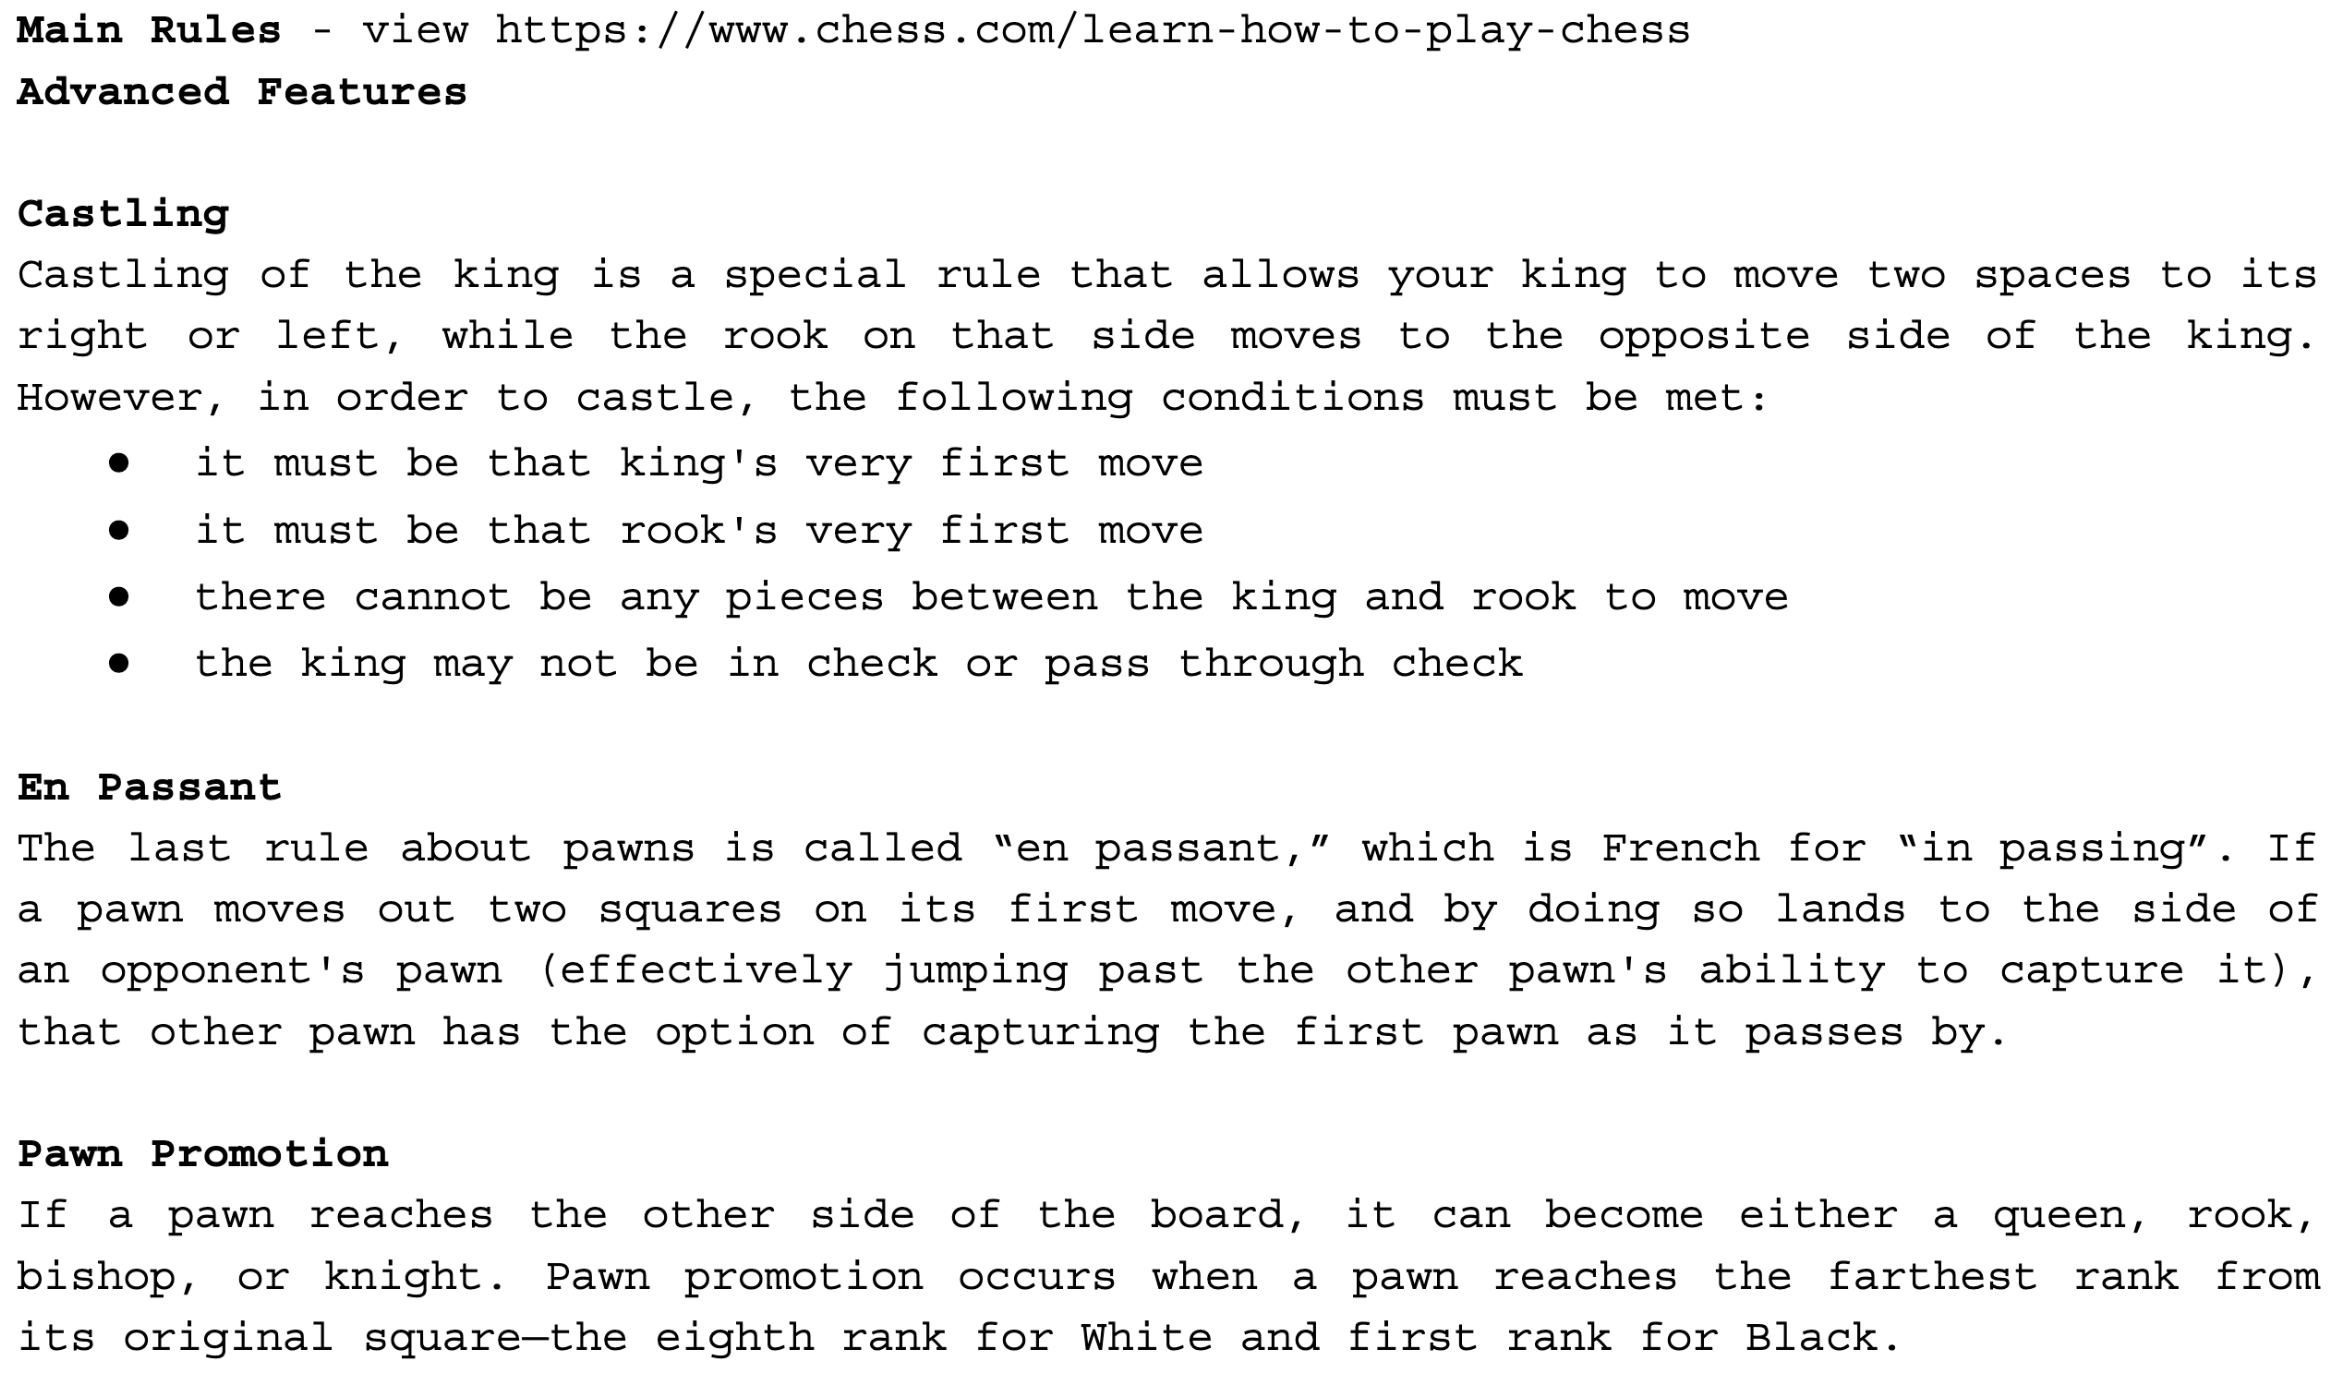 Main Rules - view https://www.chess.com/learn-how-to-play-chess
Advanced Features
Castling
Castling of the king is a special rule that allows your king to move two spaces to its
right or left, while the rook on that side moves to the opposite side of the king.
However, in order to castle, the following conditions must be met:
● it must be that king's very first move
● it must be that rook's very first move
● there cannot be any pieces between the king and rook to move
● the king may not be in check or pass through check
En Passant
The last rule about pawns is called “en passant,” which is French for “in passing”. If
a pawn moves out two squares on its first move, and by doing so lands to the side of
an opponent's pawn (effectively jumping past the other pawn's ability to capture it),
that other pawn has the option of capturing the first pawn as it passes by.
Pawn Promotion
If a pawn reaches the other side of the board, it can become either a queen, rook,
bishop, or knight. Pawn promotion occurs when a pawn reaches the farthest rank from
its original square—the eighth rank for White and first rank for Black.